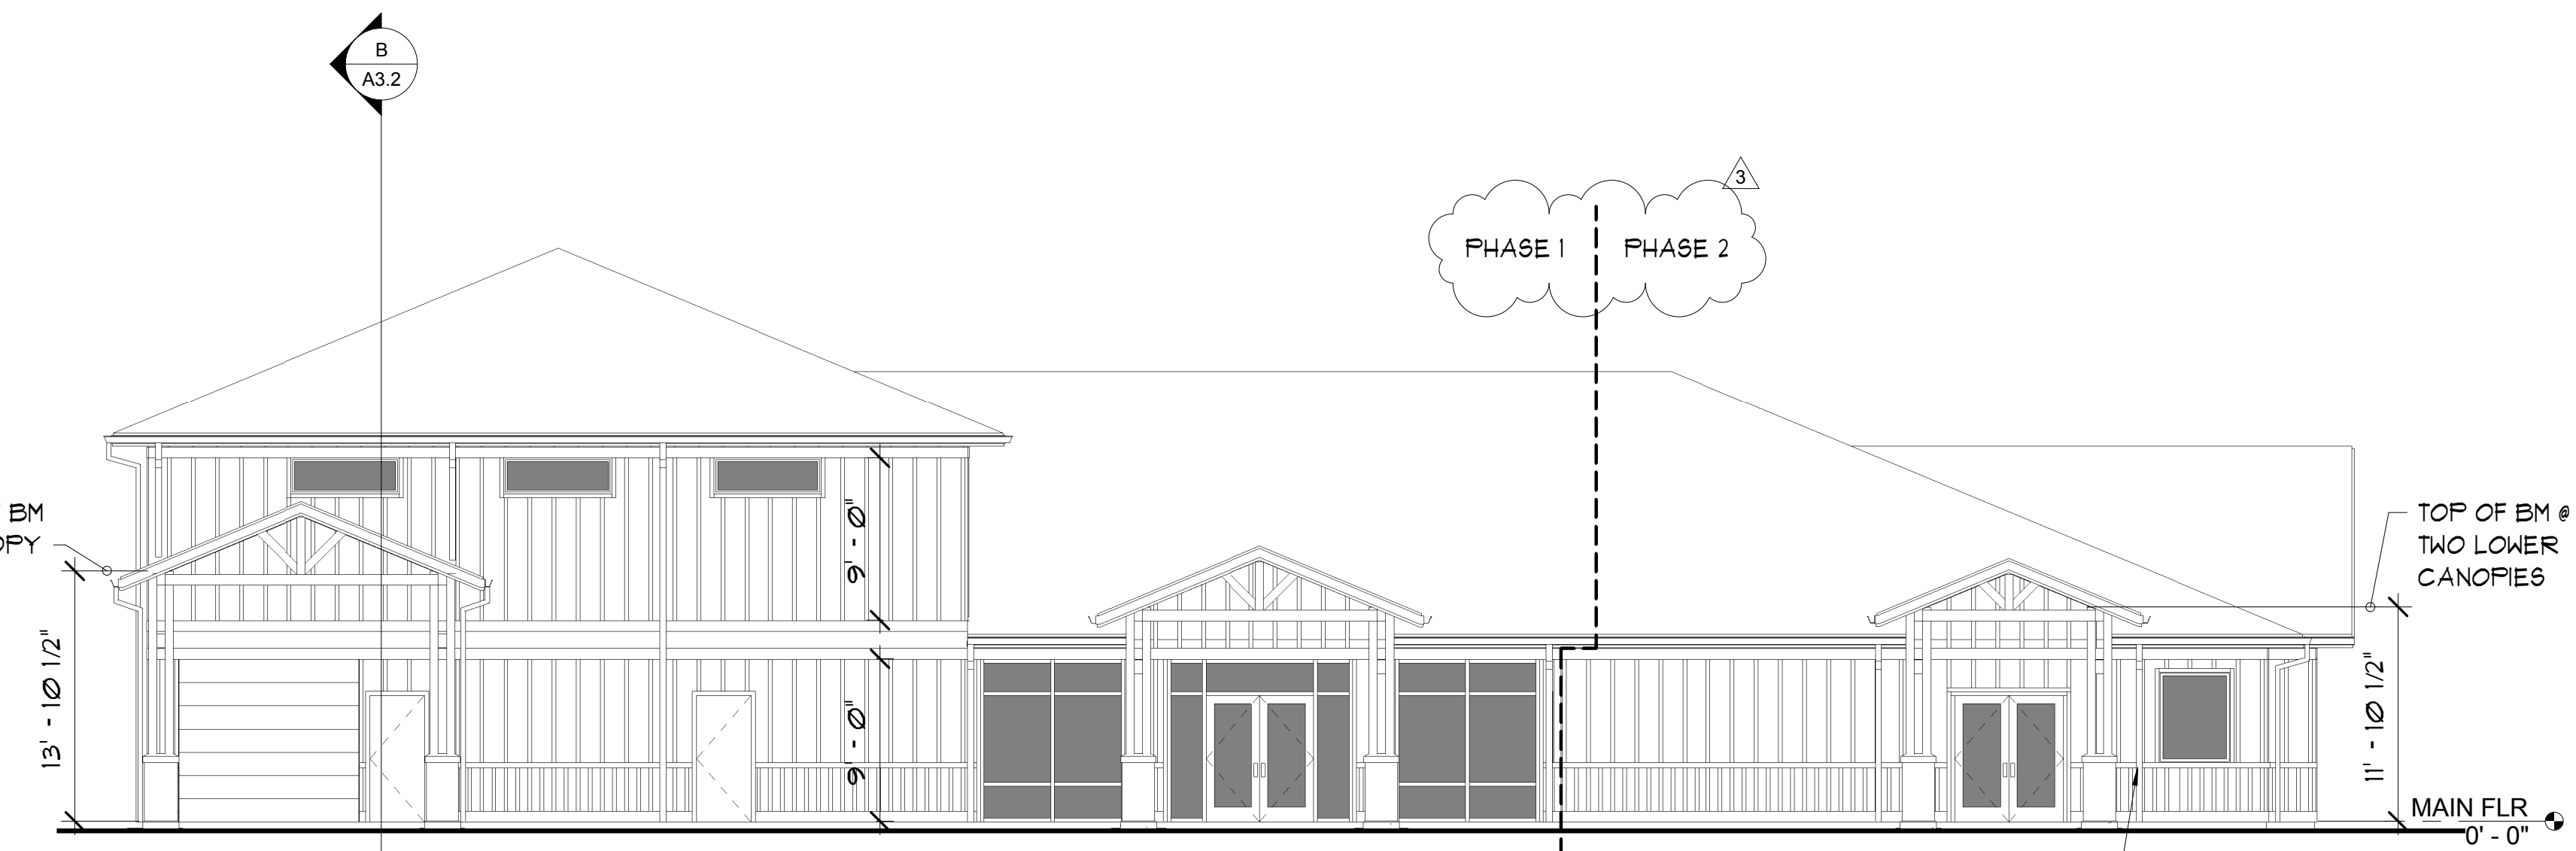 B
A3.2
3
PHASE 1
PHASE 2
BM
OPY
TOP OF BM @
TWO LOWER
CANOPIES
9' - 0"
13' - 10 1/2"
9' - 0"
11' - 10 1/2"
MAIN FLR
0' - 0"